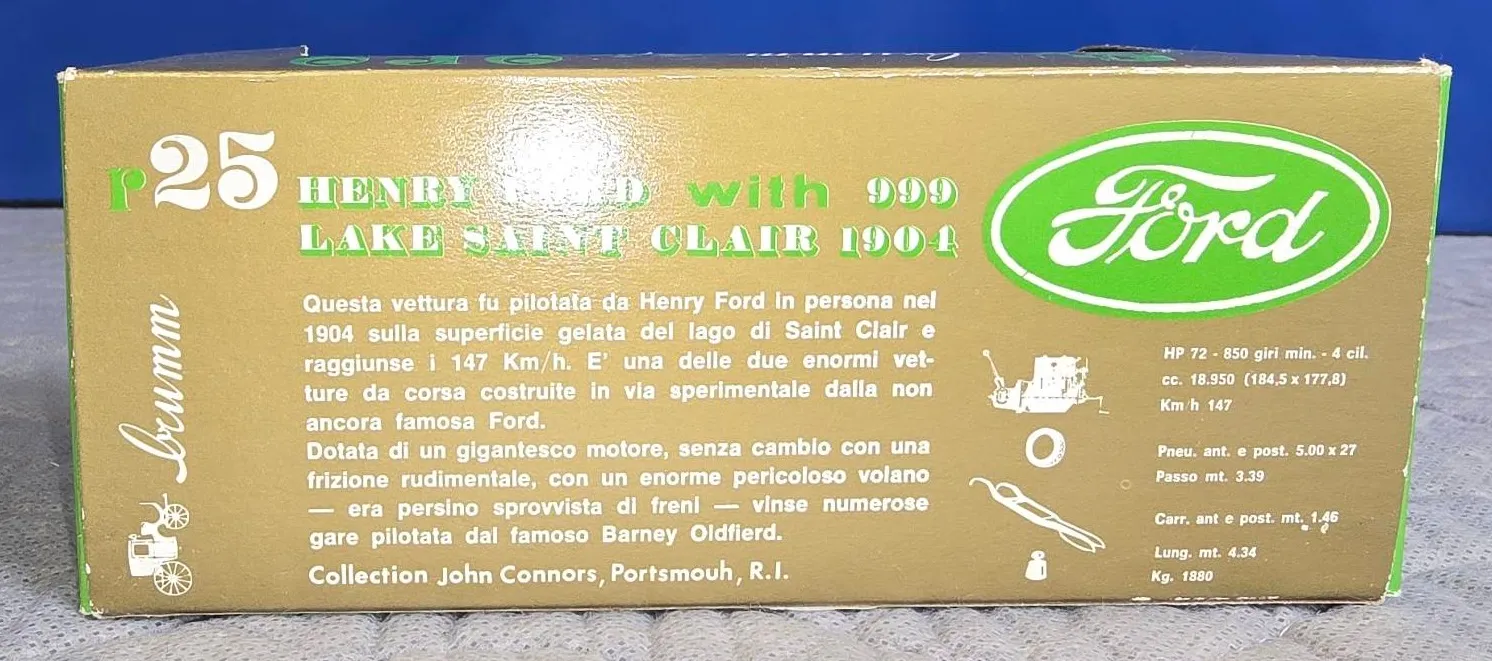 r25
HENRY FORD with 999
LAKE SAINT CLAIR 1904
Ford
brumm
Questa vettura fu pilotata da Henry Ford in persona nel
1904 sulla superficie gelata del lago di Saint Clair e
raggiunse i 147 Km/h. E' una delle due enormi vet-
ture da corsa costruite in via sperimentale dalla non
ancora famosa Ford.
Dotata di un gigantesco motore, senza cambio con una
frizione rudimentale, con un enorme pericoloso volano
— era persino sprovvista di freni — vinse numerose
gare pilotata dal famoso Barney Oldfierd.
Collection John Connors, Portsmouh, R.I.
HP 72 - 850 giri min. - 4 cil.
cc. 18.950 (184,5 x 177,8)
Km/h 147
Pneu. ant. e post. 5.00 x 27
Passo mt. 3.39
Carr. ant e post. mt. 1.46
Lung. mt. 4.34
Kg. 1880